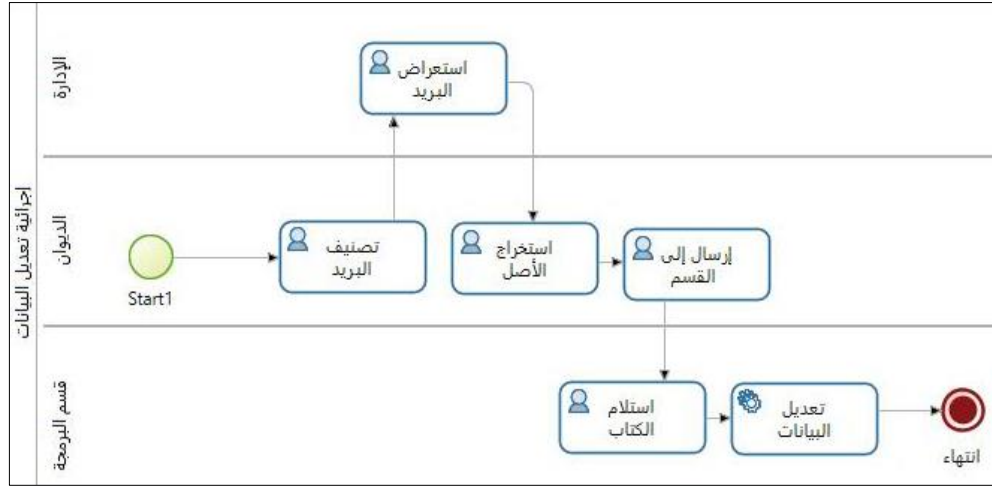 إجرائية تعديل البيانات
الإدارة
استعراض
البريد
الديوان
Start1
تصنيف
البريد
استخراج
الأصل
إرسال إلى
القسم
قسم البرمجة
استلام
الكتاب
تعديل
البيانات
انتهاء